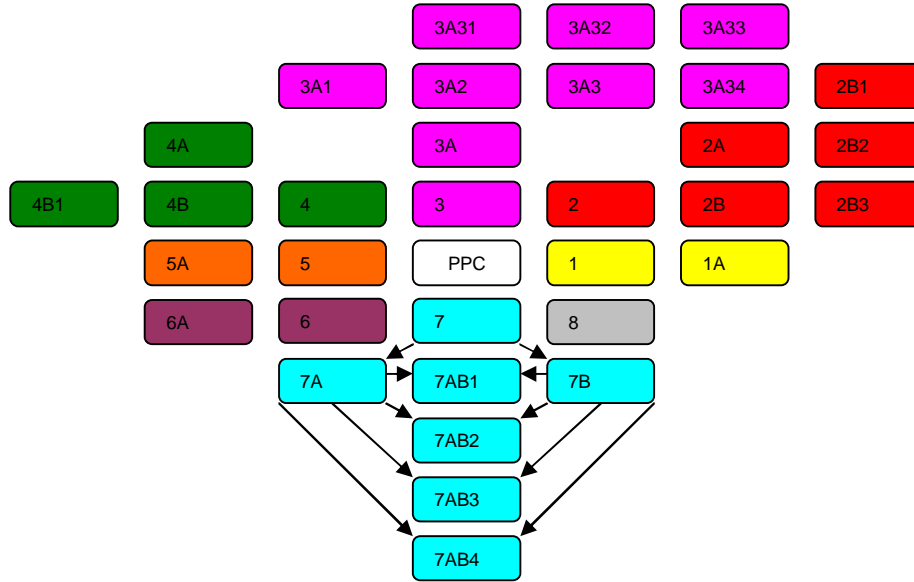 3A31 3A32 3A33
3A1 3A2 3A3 3A34 2B1
4A 3A 2A 2B2
4B1 4B 4 3 2 2B 2B3
5A 5 PPC 1 1A
6A 6 7 8
7A 7AB1 7B
7AB2
7AB3
7AB4